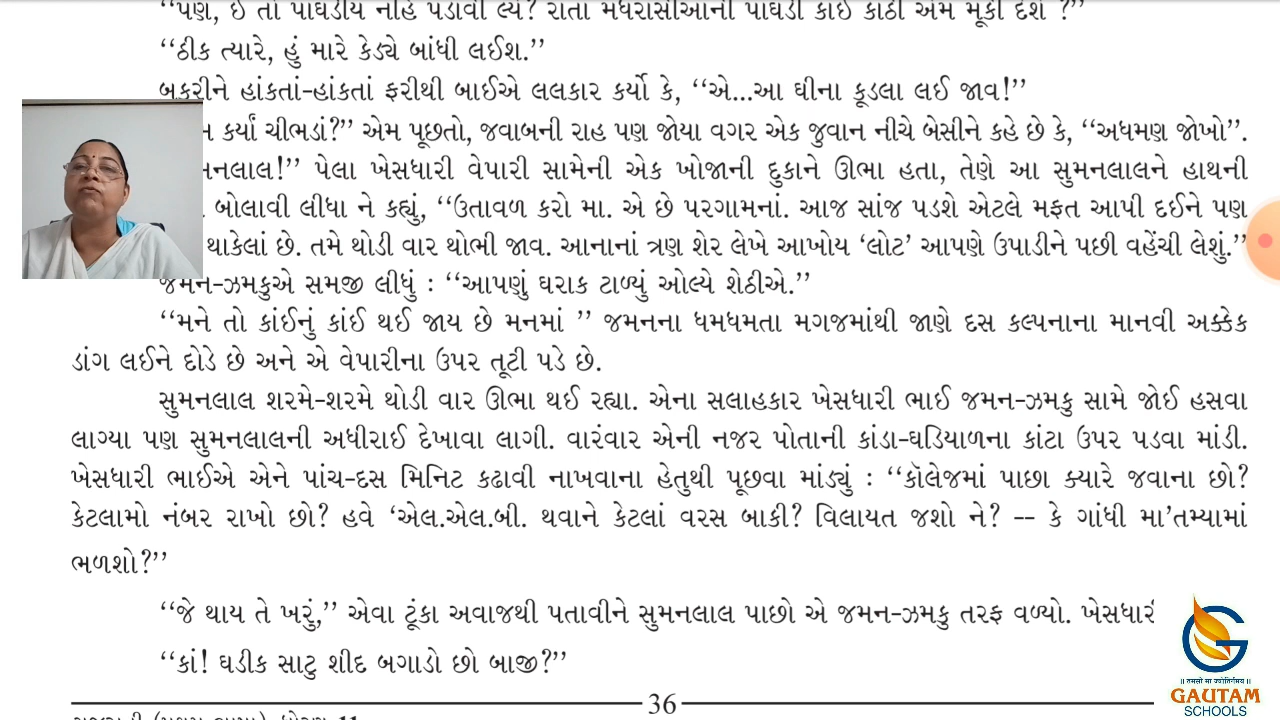 “પણ, ઈ તો પાઘડીય નહિ પડાવી લ્યે? રાતા મધરાસીઆની પાઘડી કાંઈ કાઠી એમ મૂકી દેશે ?”
“ઠીક ત્યારે, હું મારે કેડ્યે બાંધી લઈશ.”
બકરીને હાંકતાં-હાંકતાં ફરીથી બાઈએ લલકાર કર્યો કે, “એ...આ ઘીના કૂડલા લઈ જાવ!”
કર્યાં ચીભડાં?” એમ પૂછતો, જવાબની રાહ પણ જોયા વગર એક જુવાન નીચે બેસીને કહે છે કે, “અધમણ જોખો”.
નલાલ!” પેલા ખેસધારી વેપારી સામેની એક ખોજાની દુકાને ઊભા હતા, તેણે આ સુમનલાલને હાથની
બોલાવી લીધા ને કહ્યું, “ઉતાવળ કરો મા. એ છે પરગામનાં. આજ સાંજ પડશે એટલે મફત આપી દઈને પણ
થાકેલાં છે. તમે થોડી વાર થોભી જાવ. આનાનાં ત્રણ શેર લેખે આખોય ‘લોટ’ આપણે ઉપાડીને પછી વહેંચી લેશું.”
જમન-ઝમકુએ સમજી લીધું : “આપણું ઘરાક ટાળ્યું ઓલ્યે શેઠીએ.”
“મને તો કાંઈનું કાંઈ થઈ જાય છે મનમાં ” જમનના ધમધમતા મગજમાંથી જાણે દસ કલ્પનાના માનવી અક્કેક
ડાંગ લઈને દોડે છે અને એ વેપારીના ઉપર તૂટી પડે છે.
સુમનલાલ શરમે-શરમે થોડી વાર ઊભા થઈ રહ્યા. એના સલાહકાર ખેસધારી ભાઈ જમન-ઝમકુ સામે જોઈ હસવા
લાગ્યા પણ સુમનલાલની અધીરાઈ દેખાવા લાગી. વારંવાર એની નજર પોતાની કાંડા-ઘડિયાળના કાંટા ઉપર પડવા માંડી.
ખેસધારી ભાઈએ એને પાંચ-દસ મિનિટ કઢાવી નાખવાના હેતુથી પૂછવા માંડ્યું : “કૉલેજમાં પાછા ક્યારે જવાના છો?
કેટલામો નંબર રાખો છો? હવે ‘એલ.એલ.બી. થવાને કેટલાં વરસ બાકી? વિલાયત જશો ને? -- કે ગાંધી મા’તમ્યામાં
ભળશો?”
“જે થાય તે ખરું,” એવા ટૂંકા અવાજથી પતાવીને સુમનલાલ પાછો એ જમન-ઝમકુ તરફ વળ્યો. ખેસધારી
“કાં! ઘડીક સાટુ શીદ બગાડો છો બાજી?”
36
॥ तमसो मा ज्योतिर्गमय ॥
GAUTAM
SCHOOLS